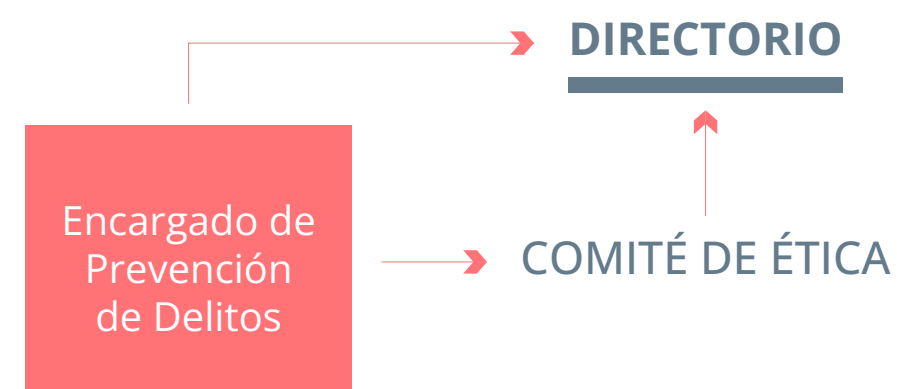 DIRECTORIO
Encargado de
Prevención
de Delitos
COMITÉ DE ÉTICA